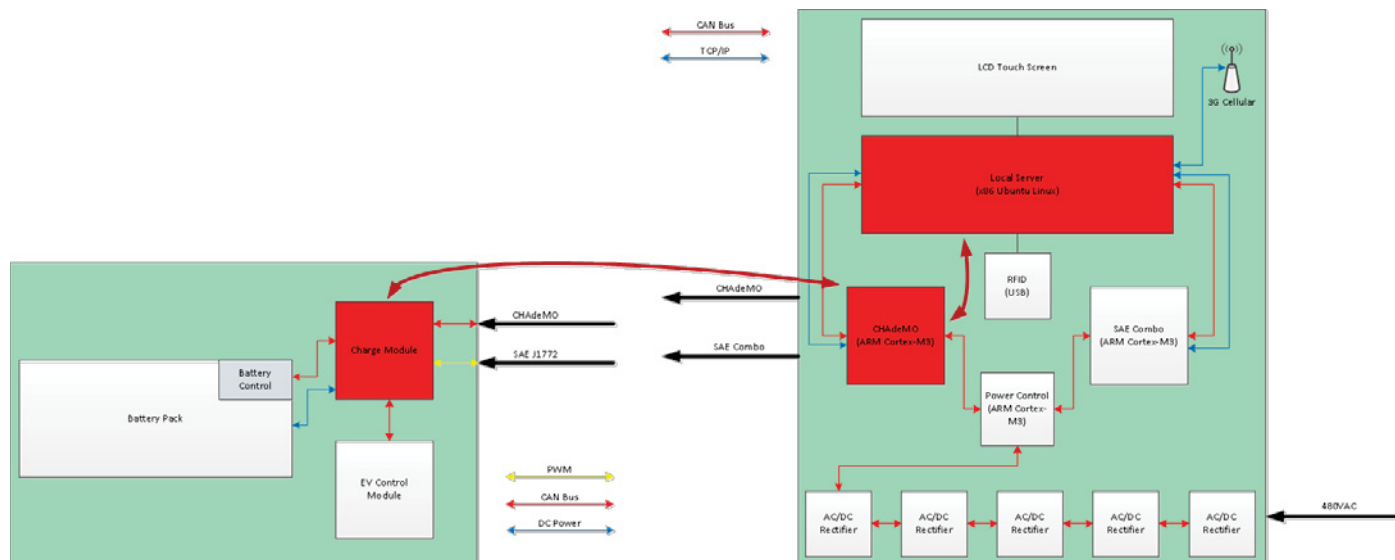 CAN Bus
TCP/IP
LCD Touch Screen
3G Cellular
Local Server
(x86 Ubuntu Linux)
RFID
(USB)
CHAdeMO
CHAdeMO
(ARM Cortex-M3)
SAE Combo
(ARM Cortex-M3)
SAE Combo
Power Control
(ARM Cortex-
M3)
CHAdeMO
SAE J1772
Charge Module
Battery
Control
Battery Pack
EV Control
Module
PWM
CAN Bus
DC Power
AC/DC
Rectifier
AC/DC
Rectifier
AC/DC
Rectifier
AC/DC
Rectifier
AC/DC
Rectifier
480VAC